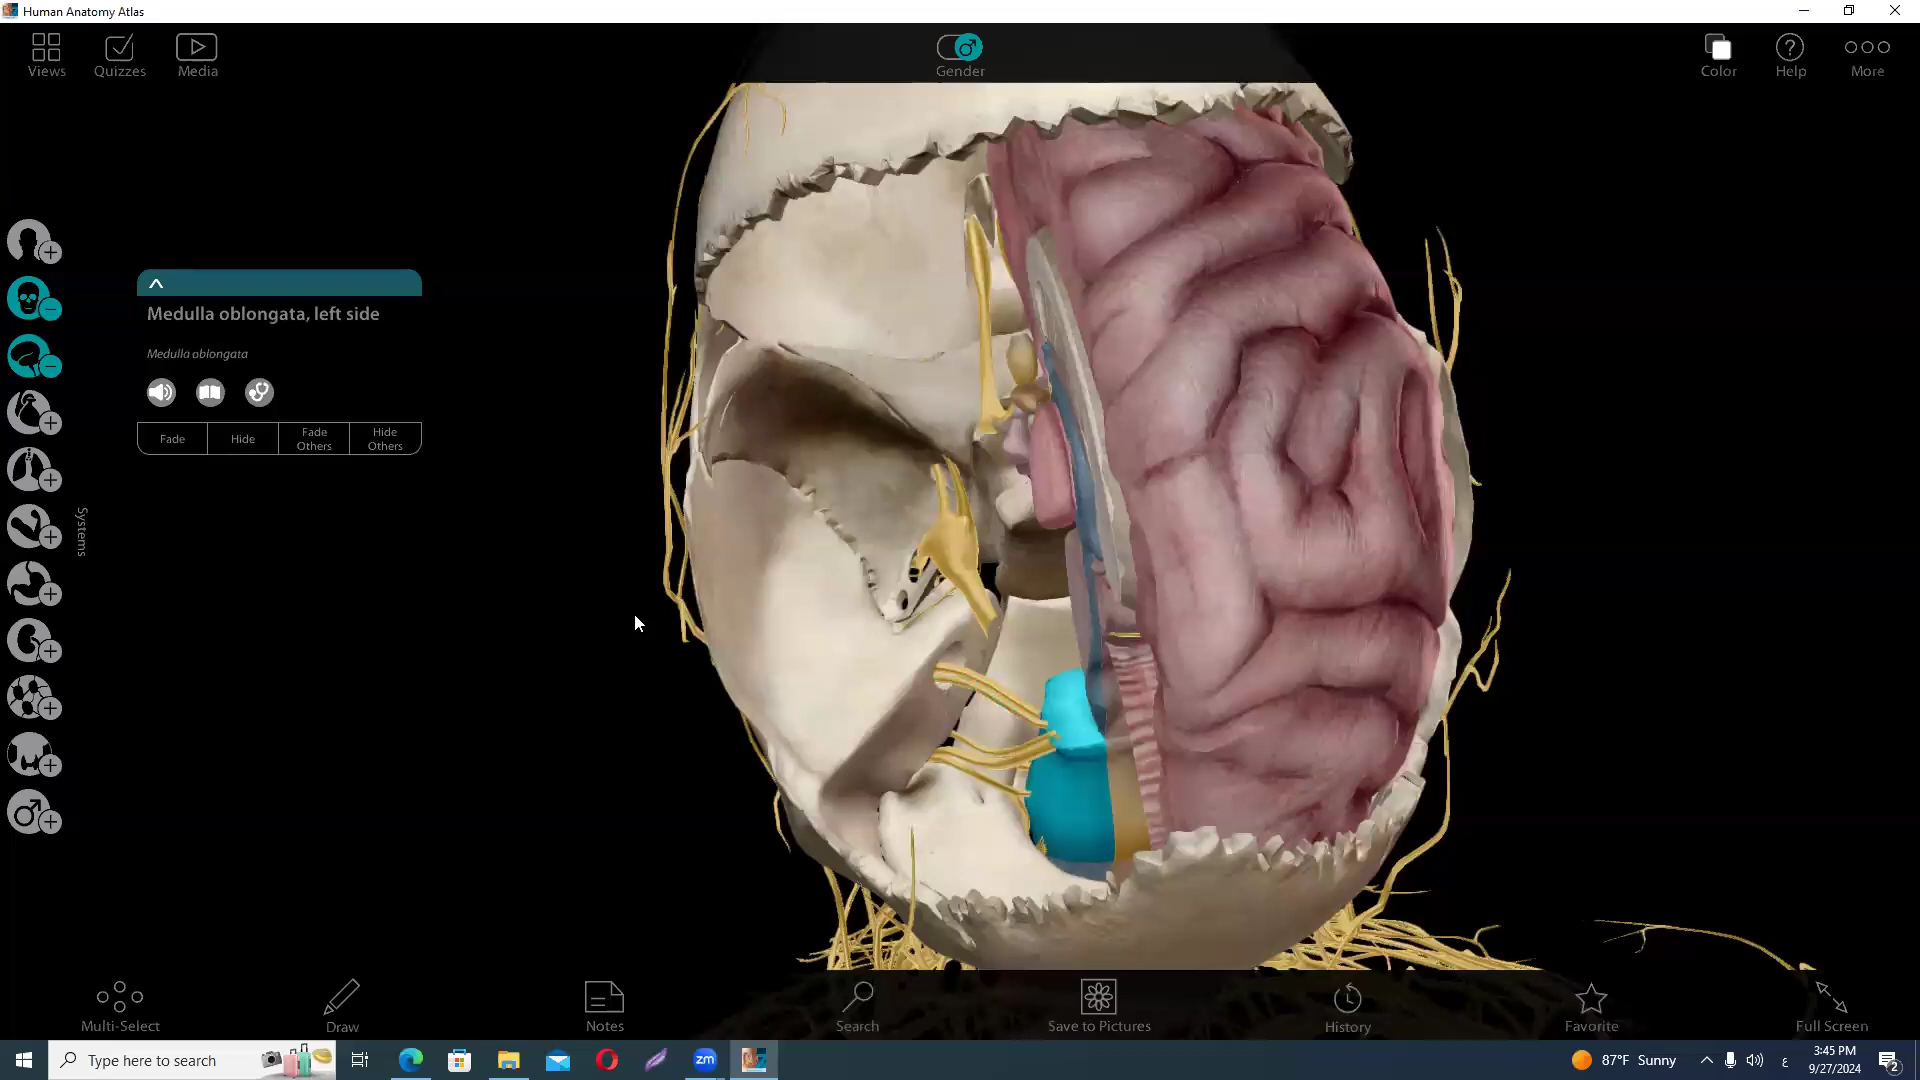 Human Anatomy Atlas
Views
Quizzes
Media
Gender
Color
Help
More
Medulla oblongata, left side
Medulla oblongata
Fade
Hide
Fade
Others
Hide
Others
Systems
Multi-Select
Draw
Notes
Search
Save to Pictures
History
Favorite
Full Screen
Type here to search
zm
87°F Sunny
ع
3:45 PM
9/27/2024
2